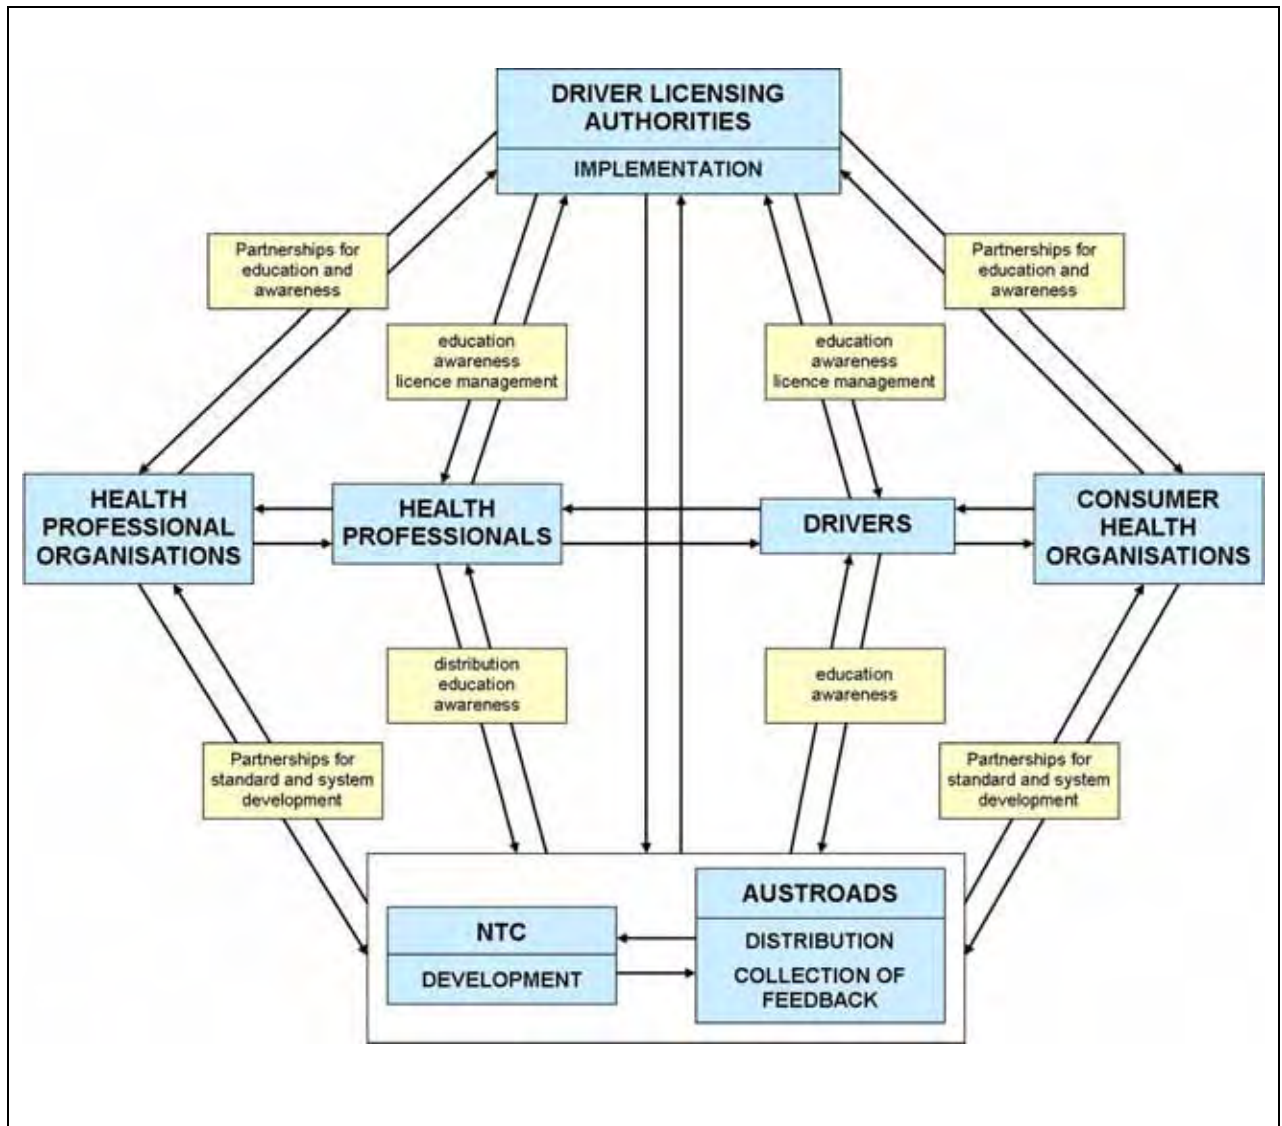 DRIVER LICENSING
AUTHORITIES
IMPLEMENTATION
Partnerships for
education and
awareness
Partnerships for
education and
awareness
education
awareness
licence management
education
awareness
licence management
HEALTH
PROFESSIONAL
ORGANISATIONS
HEALTH
PROFESSIONALS
DRIVERS
CONSUMER
HEALTH
ORGANISATIONS
distribution
education
awareness
education
awareness
Partnerships for
standard and system
development
Partnerships for
standard and system
development
NTC
DEVELOPMENT
AUSTROADS
DISTRIBUTION
COLLECTION OF
FEEDBACK